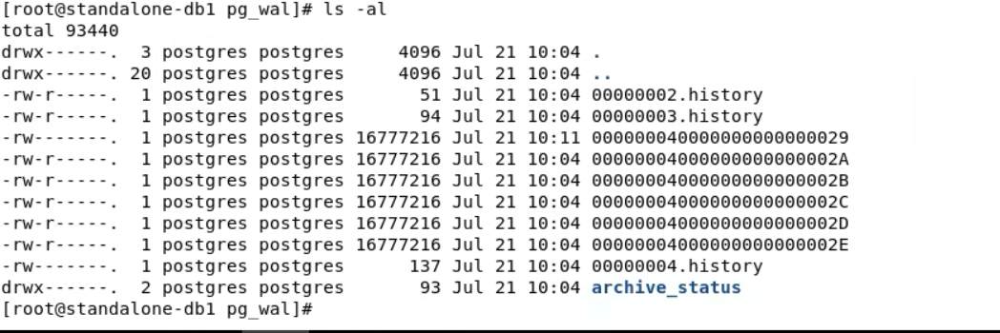 [root@standalone-db1 pg_wal]# ls -al
total 93440
drwx------.  3 postgres postgres     4096 Jul 21 10:04 .
drwx------. 20 postgres postgres     4096 Jul 21 10:04 ..
-rw-r-----.  1 postgres postgres       51 Jul 21 10:04 00000002.history
-rw-r-----.  1 postgres postgres       94 Jul 21 10:04 00000003.history
-rw-------.  1 postgres postgres 16777216 Jul 21 10:11 000000040000000000000029
-rw-r-----.  1 postgres postgres 16777216 Jul 21 10:04 00000004000000000000002A
-rw-r-----.  1 postgres postgres 16777216 Jul 21 10:04 00000004000000000000002B
-rw-r-----.  1 postgres postgres 16777216 Jul 21 10:04 00000004000000000000002C
-rw-r-----.  1 postgres postgres 16777216 Jul 21 10:04 00000004000000000000002D
-rw-r-----.  1 postgres postgres 16777216 Jul 21 10:04 00000004000000000000002E
-rw-------.  1 postgres postgres      137 Jul 21 10:04 00000004.history
drwx------.  2 postgres postgres       93 Jul 21 10:04 archive_status
[root@standalone-db1 pg_wal]#